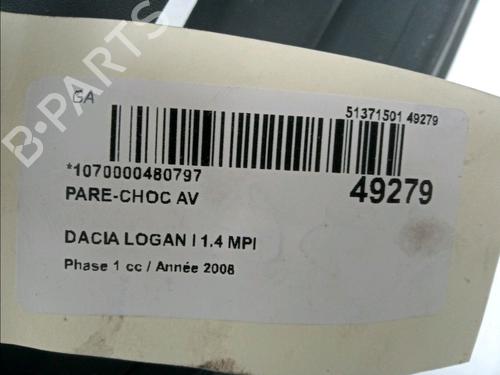 B-PARTS
GA
51371501 49279
*1070000480797
49279
PARE-CHOC AV
DACIA LOGAN I 1.4 MPI
Phase 1 cc / Année 2008